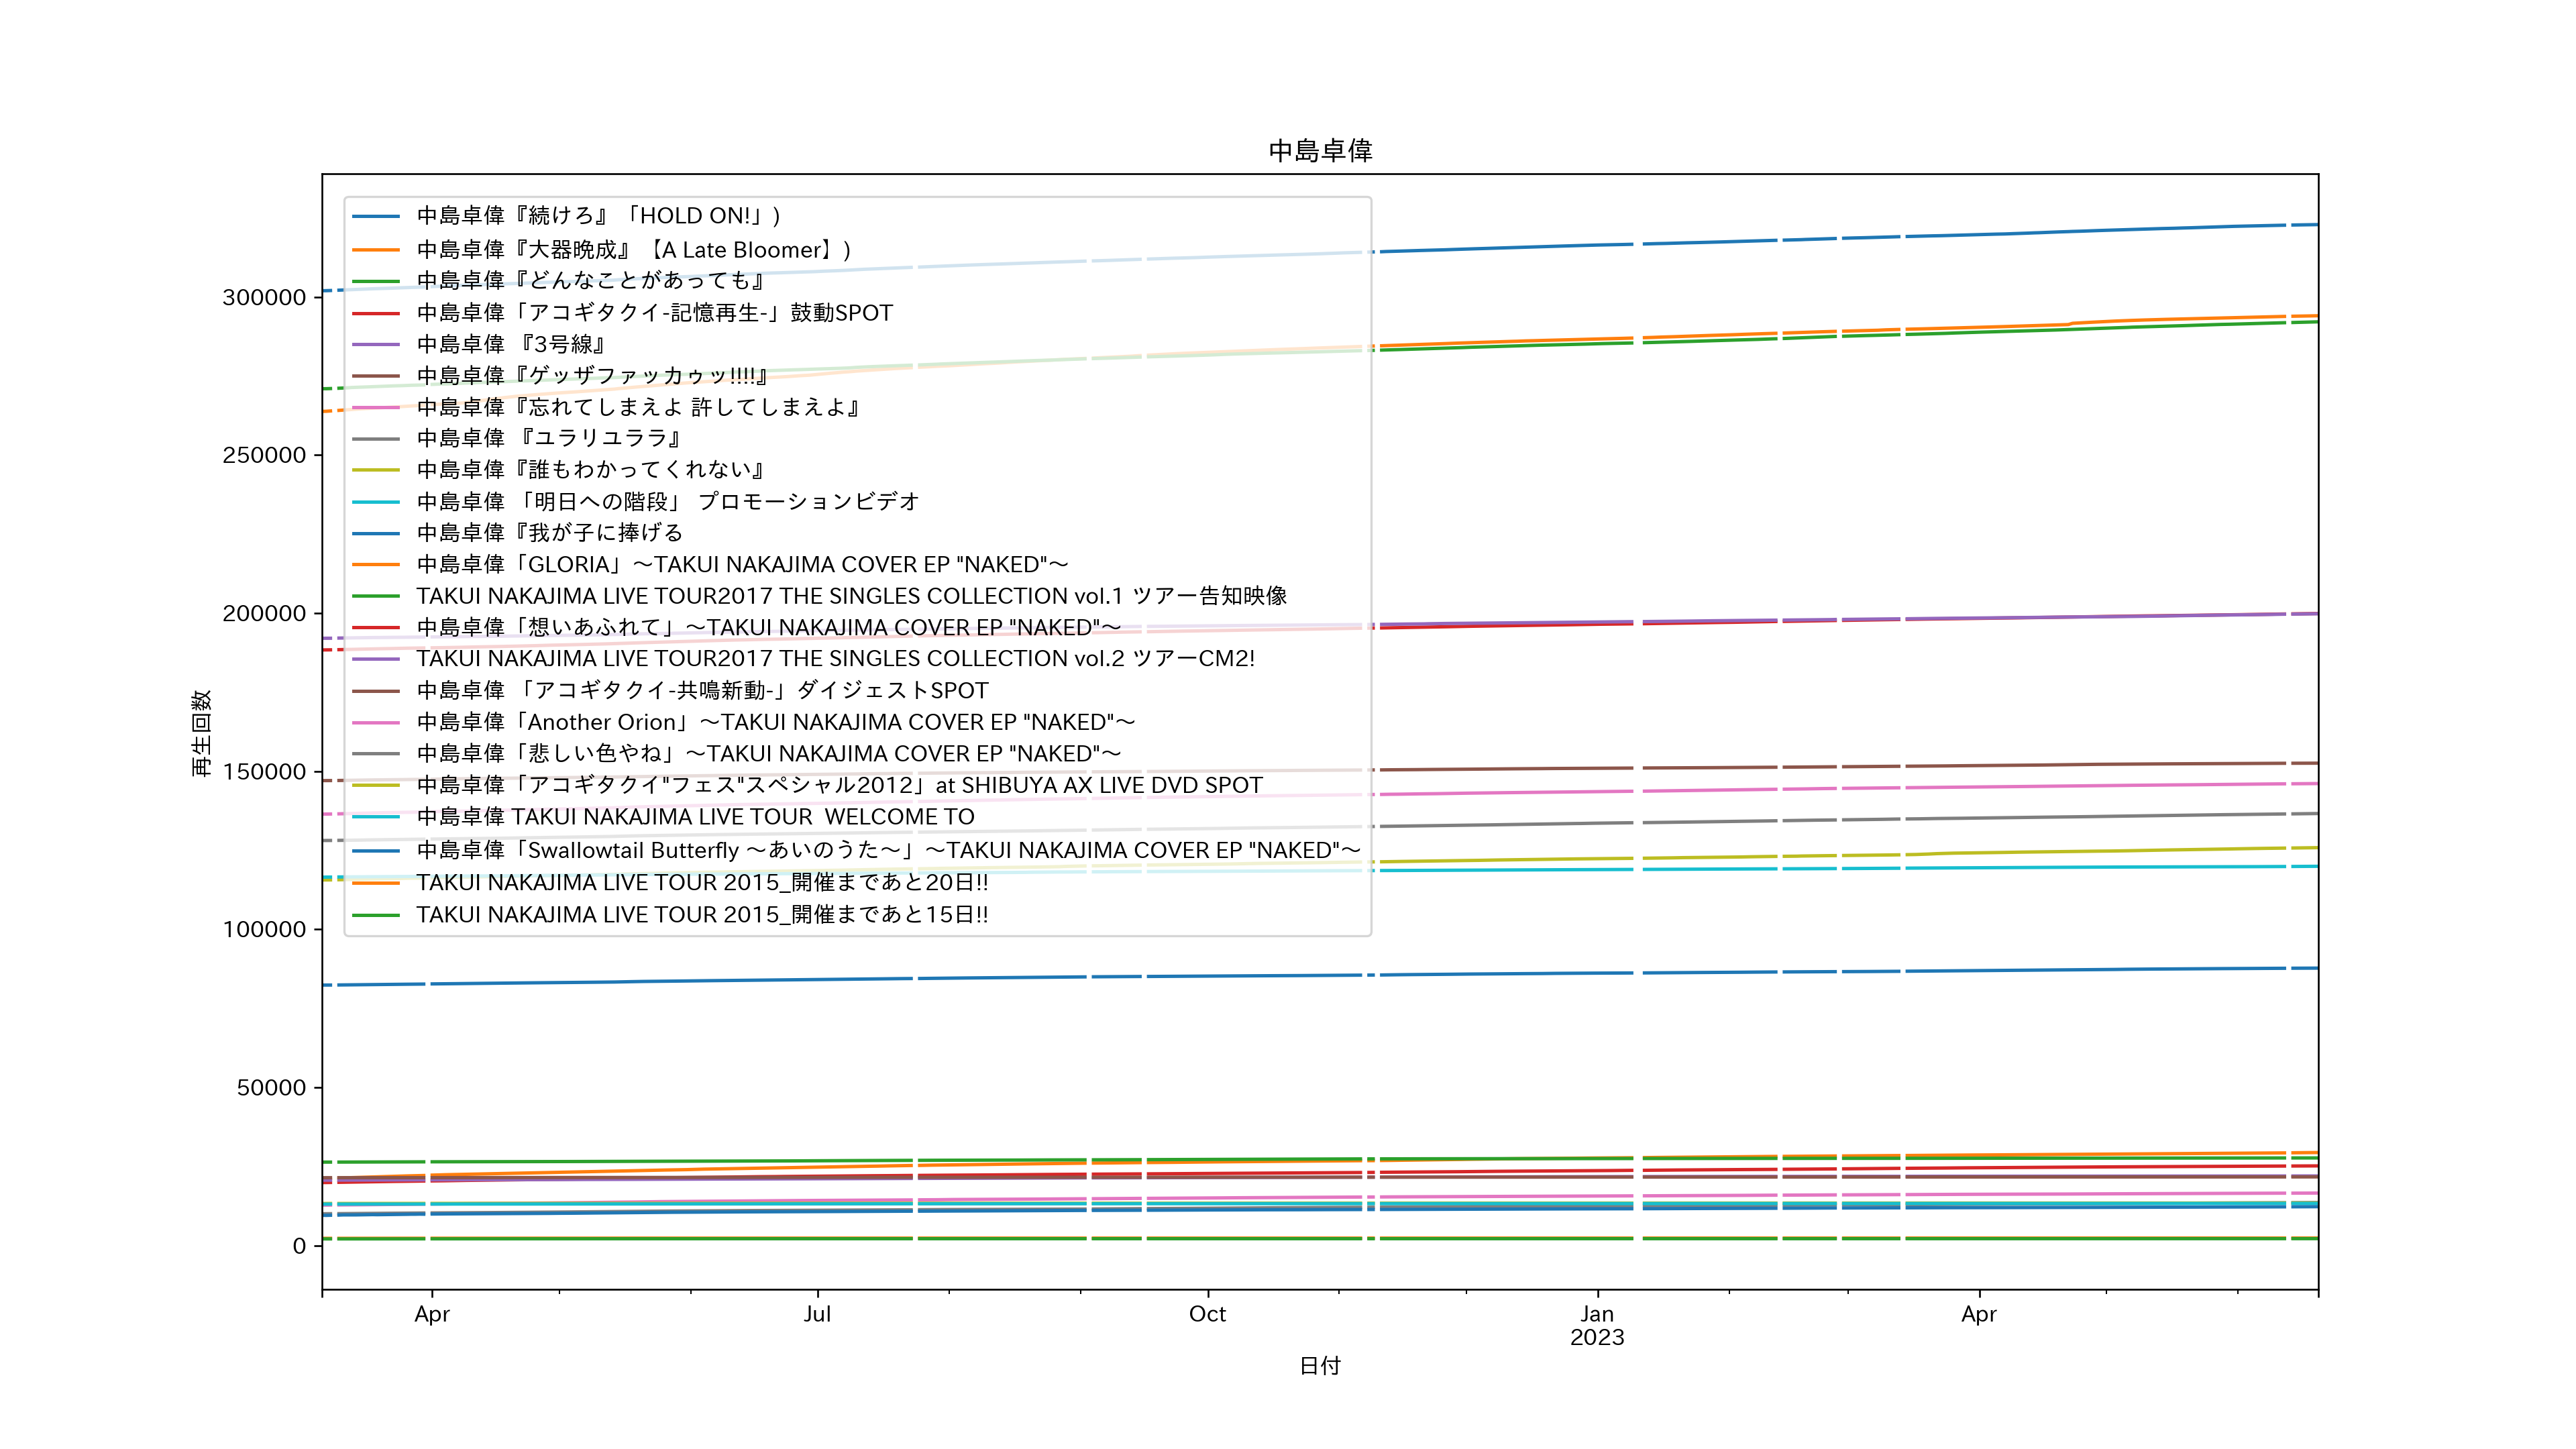 中島卓偉
中島卓偉『続けろ』「HOLD ON!」)
中島卓偉『大器晩成』【A Late Bloomer】)
中島卓偉『どんなことがあっても』
中島卓偉「アコギタクイ-記憶再生-」鼓動SPOT
中島卓偉 『3号線』
中島卓偉『ゲッザファッカゥッ!!!!』
中島卓偉『忘れてしまえよ 許してしまえよ』
中島卓偉 『ユラリユララ』
中島卓偉『誰もわかってくれない』
中島卓偉 「明日への階段」 プロモーションビデオ
中島卓偉『我が子に捧げる
中島卓偉「GLORIA」〜TAKUI NAKAJIMA COVER EP "NAKED"〜
TAKUI NAKAJIMA LIVE TOUR2017 THE SINGLES COLLECTION vol.1 ツアー告知映像
中島卓偉「想いあふれて」〜TAKUI NAKAJIMA COVER EP "NAKED"〜
TAKUI NAKAJIMA LIVE TOUR2017 THE SINGLES COLLECTION vol.2 ツアーCM2!
中島卓偉 「アコギタクイ-共鳴新動-」ダイジェストSPOT
中島卓偉「Another Orion」〜TAKUI NAKAJIMA COVER EP "NAKED"〜
中島卓偉「悲しい色やね」〜TAKUI NAKAJIMA COVER EP "NAKED"〜
中島卓偉「アコギタクイ"フェス"スペシャル2012」at SHIBUYA AX LIVE DVD SPOT
中島卓偉 TAKUI NAKAJIMA LIVE TOUR  WELCOME TO
中島卓偉「Swallowtail Butterfly 〜あいのうた〜」〜TAKUI NAKAJIMA COVER EP "NAKED"〜
TAKUI NAKAJIMA LIVE TOUR 2015_開催まであと20日!!
TAKUI NAKAJIMA LIVE TOUR 2015_開催まであと15日!!
再生回数
300000
250000
200000
150000
100000
50000
0
Apr
Jul
Oct
Jan
2023
Apr
日付